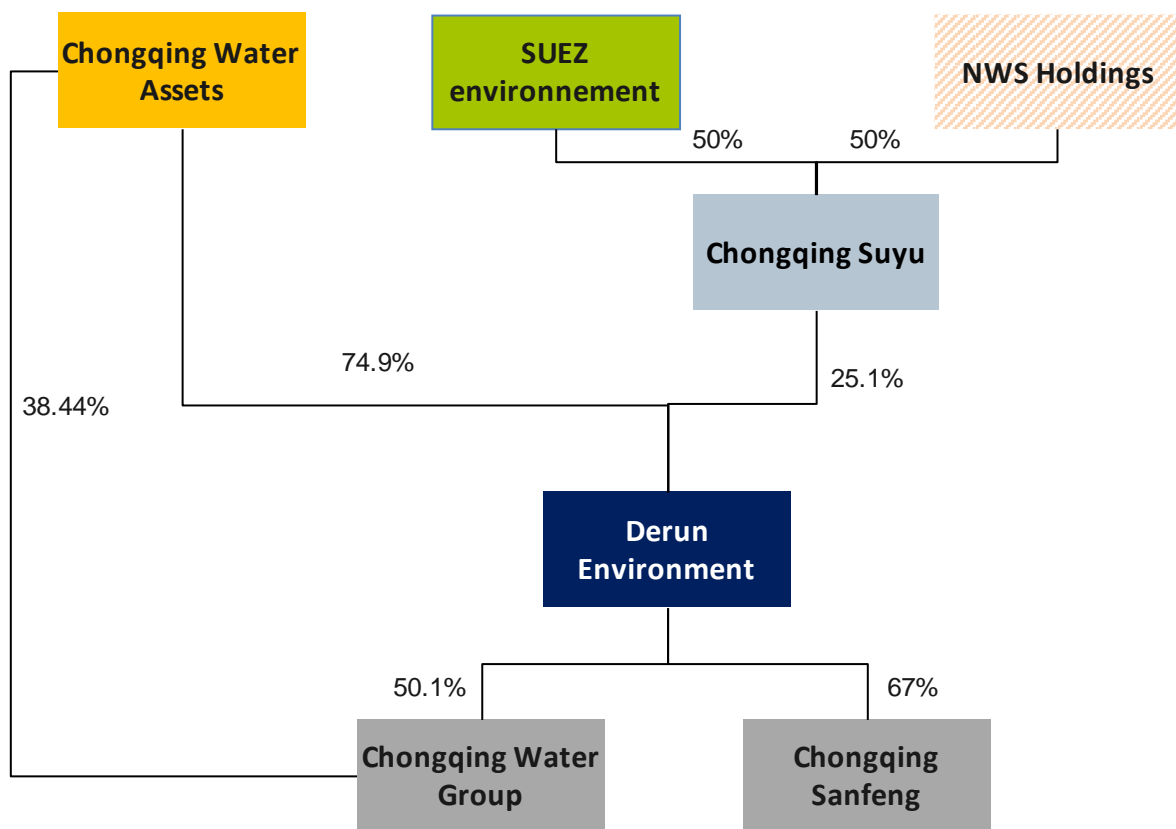 Chongqing Water
Assets
SUEZ
environnement
NWS Holdings
50%
50%
Chongqing Suyu
74.9%
25.1%
38.44%
Derun
Environment
50.1%
67%
Chongqing Water
Group
Chongqing
Sanfeng